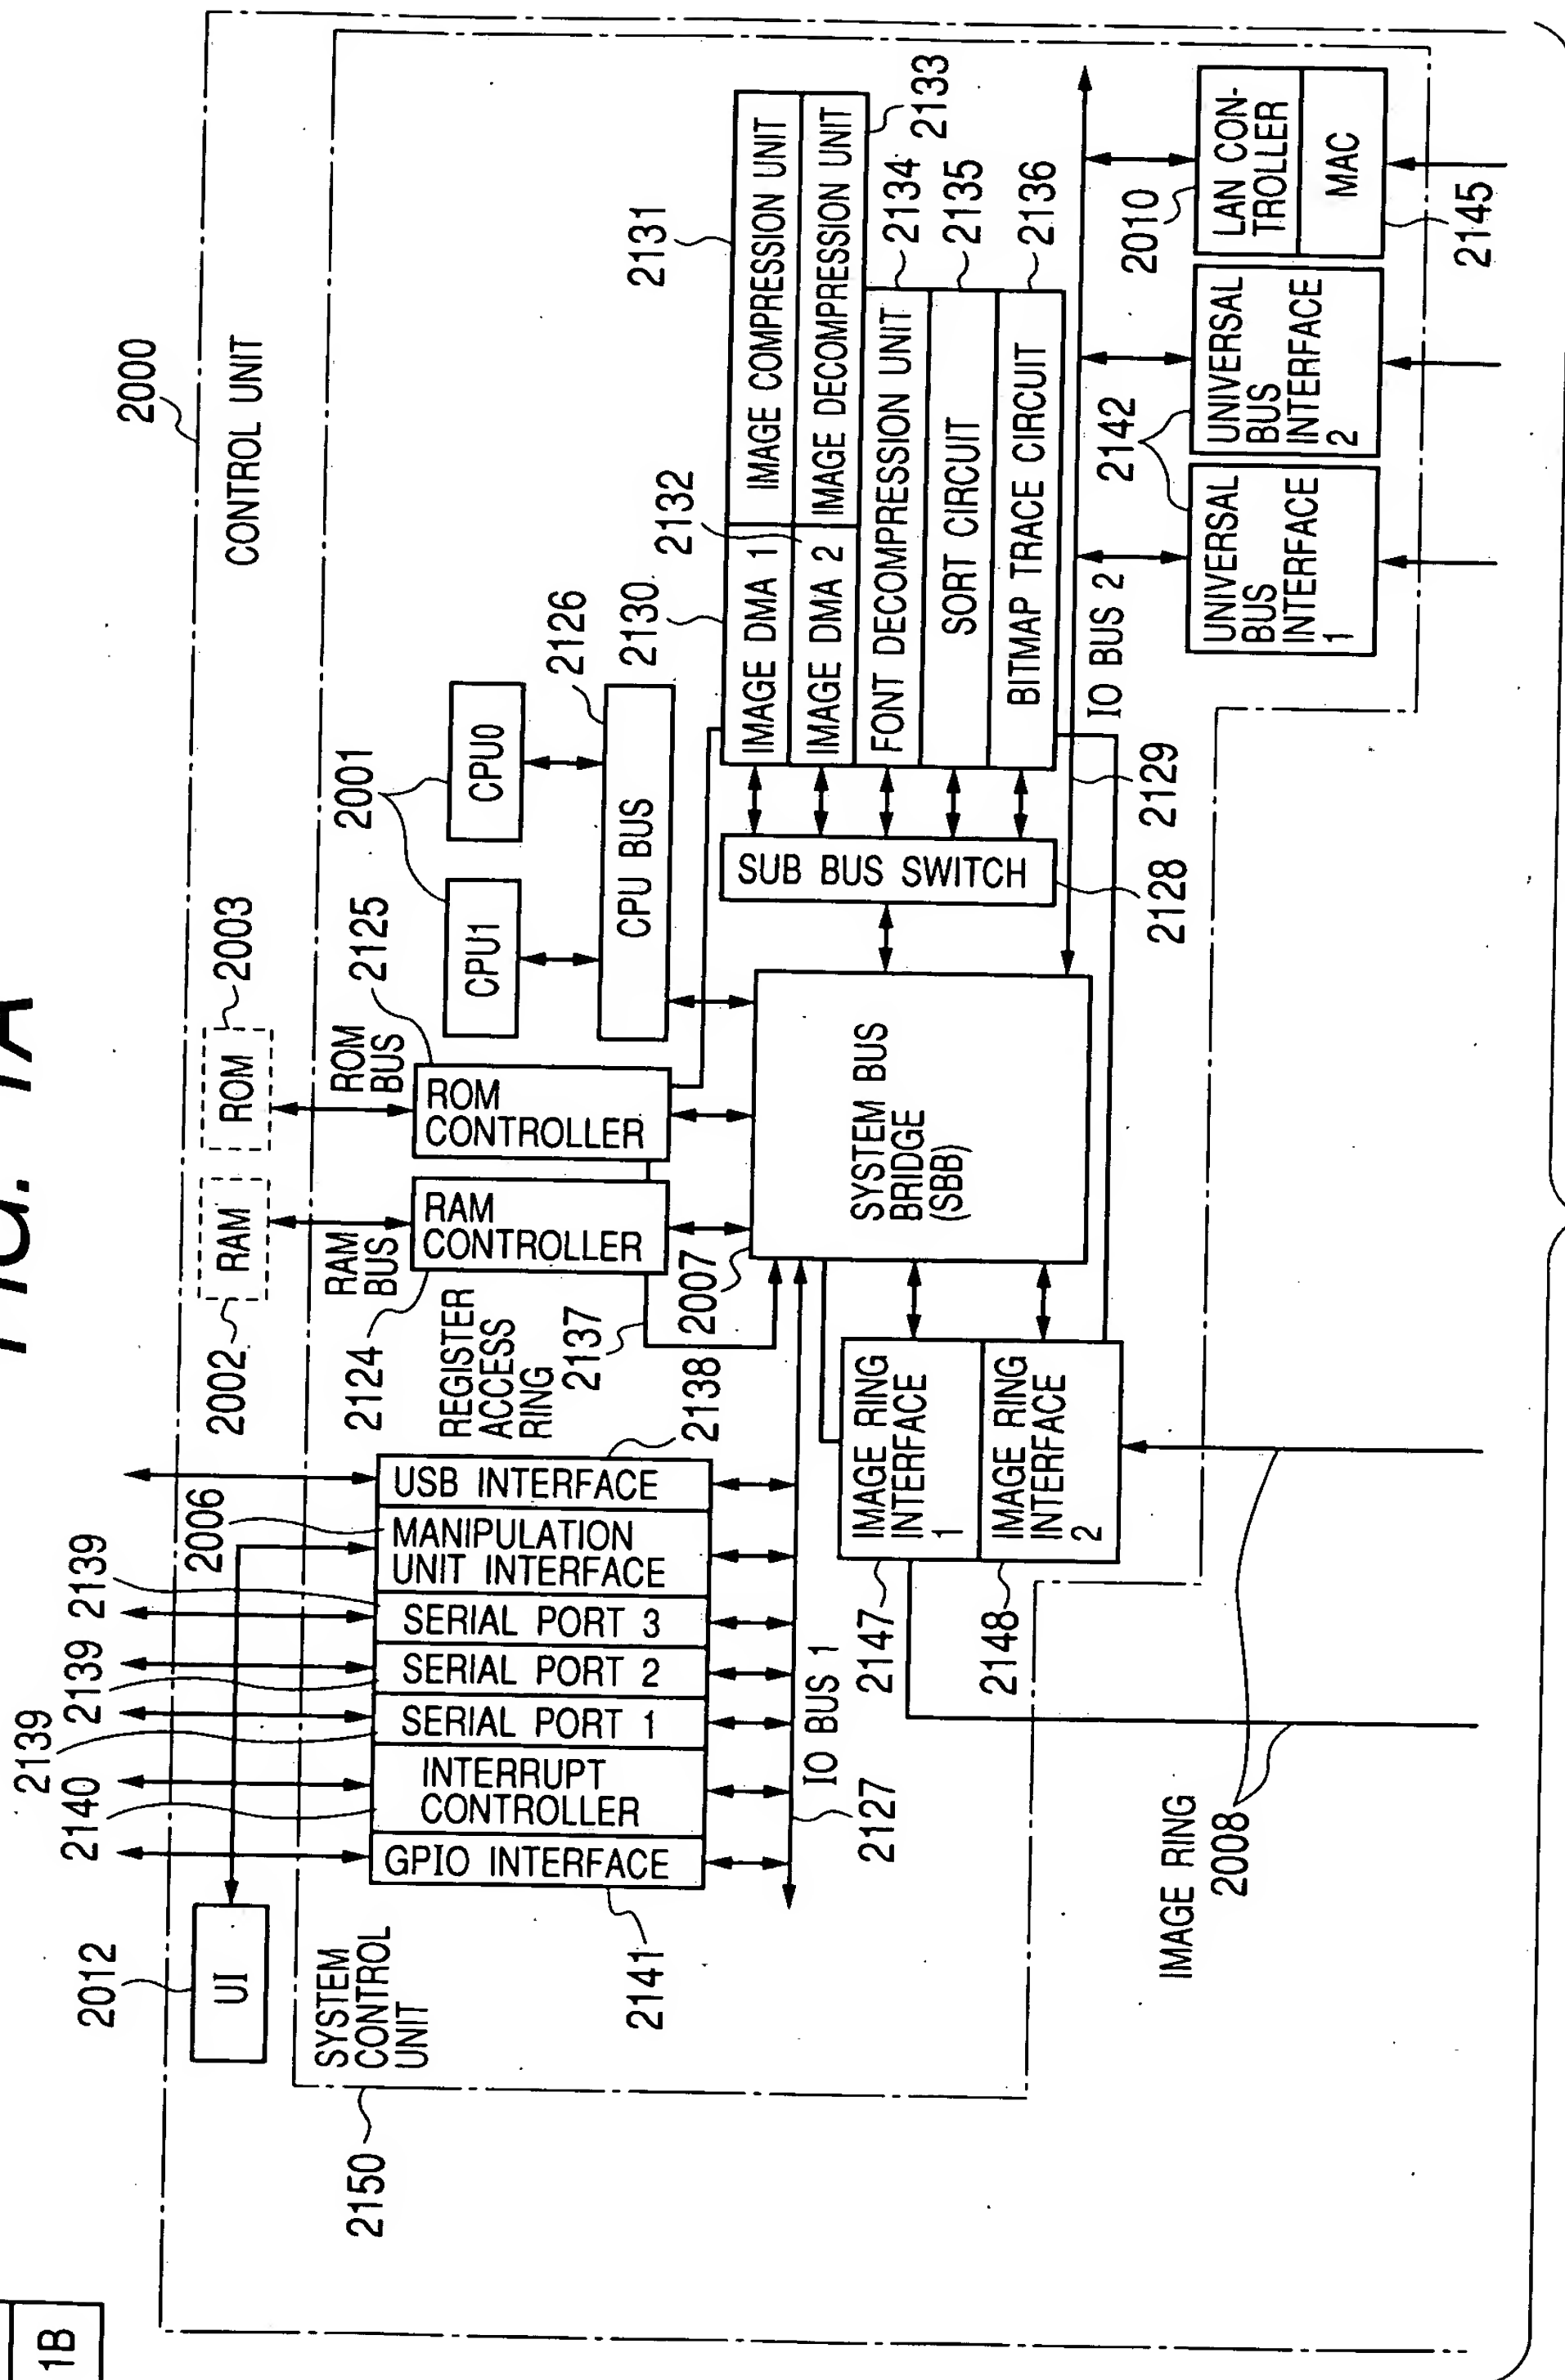 FIG. 1A
1B
2000
CONTROL UNIT
2012
UI
2002
RAM
ROM
2003
2150
SYSTEM
CONTROL
UNIT
2140
2139
2139
2139
2006
GPIO INTERFACE
INTERRUPT
CONTROLLER
SERIAL PORT 1
SERIAL PORT 2
SERIAL PORT 3
MANIPULATION
UNIT INTERFACE
USB INTERFACE
2141
2138
IO BUS 1
2127
RAM
BUS
ROM
BUS
2124
2125
RAM
CONTROLLER
ROM
CONTROLLER
REGISTER
ACCESS
RING
2137
2001
CPU1
CPU0
2126
CPU BUS
2007
SYSTEM BUS
BRIDGE
(SBB)
SUB BUS SWITCH
2128
2129
2130
2132
2131
IMAGE DMA 1
IMAGE COMPRESSION UNIT
IMAGE DMA 2
IMAGE DECOMPRESSION UNIT
2133
FONT DECOMPRESSION UNIT
2134
SORT CIRCUIT
2135
BITMAP TRACE CIRCUIT
2136
IO BUS 2
2147
IMAGE RING
INTERFACE
1
2148
IMAGE RING
INTERFACE
2
IMAGE RING
2008
2142
UNIVERSAL
BUS
INTERFACE
1
UNIVERSAL
BUS
INTERFACE
2
2010
LAN CON-
TROLLER
MAC
2145